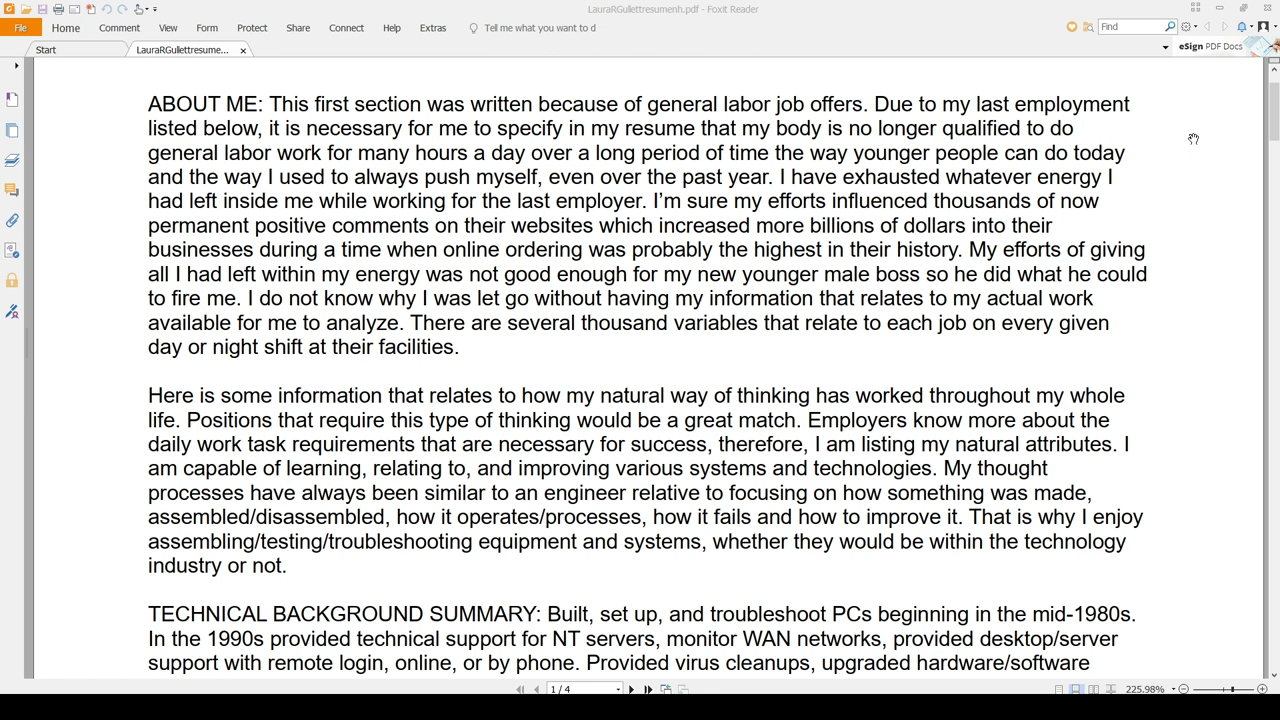 LauraRGulettresumenh.pdf - Foxit Reader
File Home Comment View Form Protect Share Connect Help Extras Tell me what you want to d Find
Start LauraRGulettresume... eSign PDF Docs
ABOUT ME: This first section was written because of general labor job offers. Due to my last employment
listed below, it is necessary for me to specify in my resume that my body is no longer qualified to do
general labor work for many hours a day over a long period of time the way younger people can do today
and the way I used to always push myself, even over the past year. I have exhausted whatever energy I
had left inside me while working for the last employer. I’m sure my efforts influenced thousands of now
permanent positive comments on their websites which increased more billions of dollars into their
businesses during a time when online ordering was probably the highest in their history. My efforts of giving
all I had left within my energy was not good enough for my new younger male boss so he did what he could
to fire me. I do not know why I was let go without having my information that relates to my actual work
available for me to analyze. There are several thousand variables that relate to each job on every given
day or night shift at their facilities.
Here is some information that relates to how my natural way of thinking has worked throughout my whole
life. Positions that require this type of thinking would be a great match. Employers know more about the
daily work task requirements that are necessary for success, therefore, I am listing my natural attributes. I
am capable of learning, relating to, and improving various systems and technologies. My thought
processes have always been similar to an engineer relative to focusing on how something was made,
assembled/disassembled, how it operates/processes, how it fails and how to improve it. That is why I enjoy
assembling/testing/troubleshooting equipment and systems, whether they would be within the technology
industry or not.
TECHNICAL BACKGROUND SUMMARY: Built, set up, and troubleshoot PCs beginning in the mid-1980s.
In the 1990s provided technical support for NT servers, monitor WAN networks, provided desktop/server
support with remote login, online, or by phone. Provided virus cleanups, upgraded hardware/software
1 / 4 225.98%